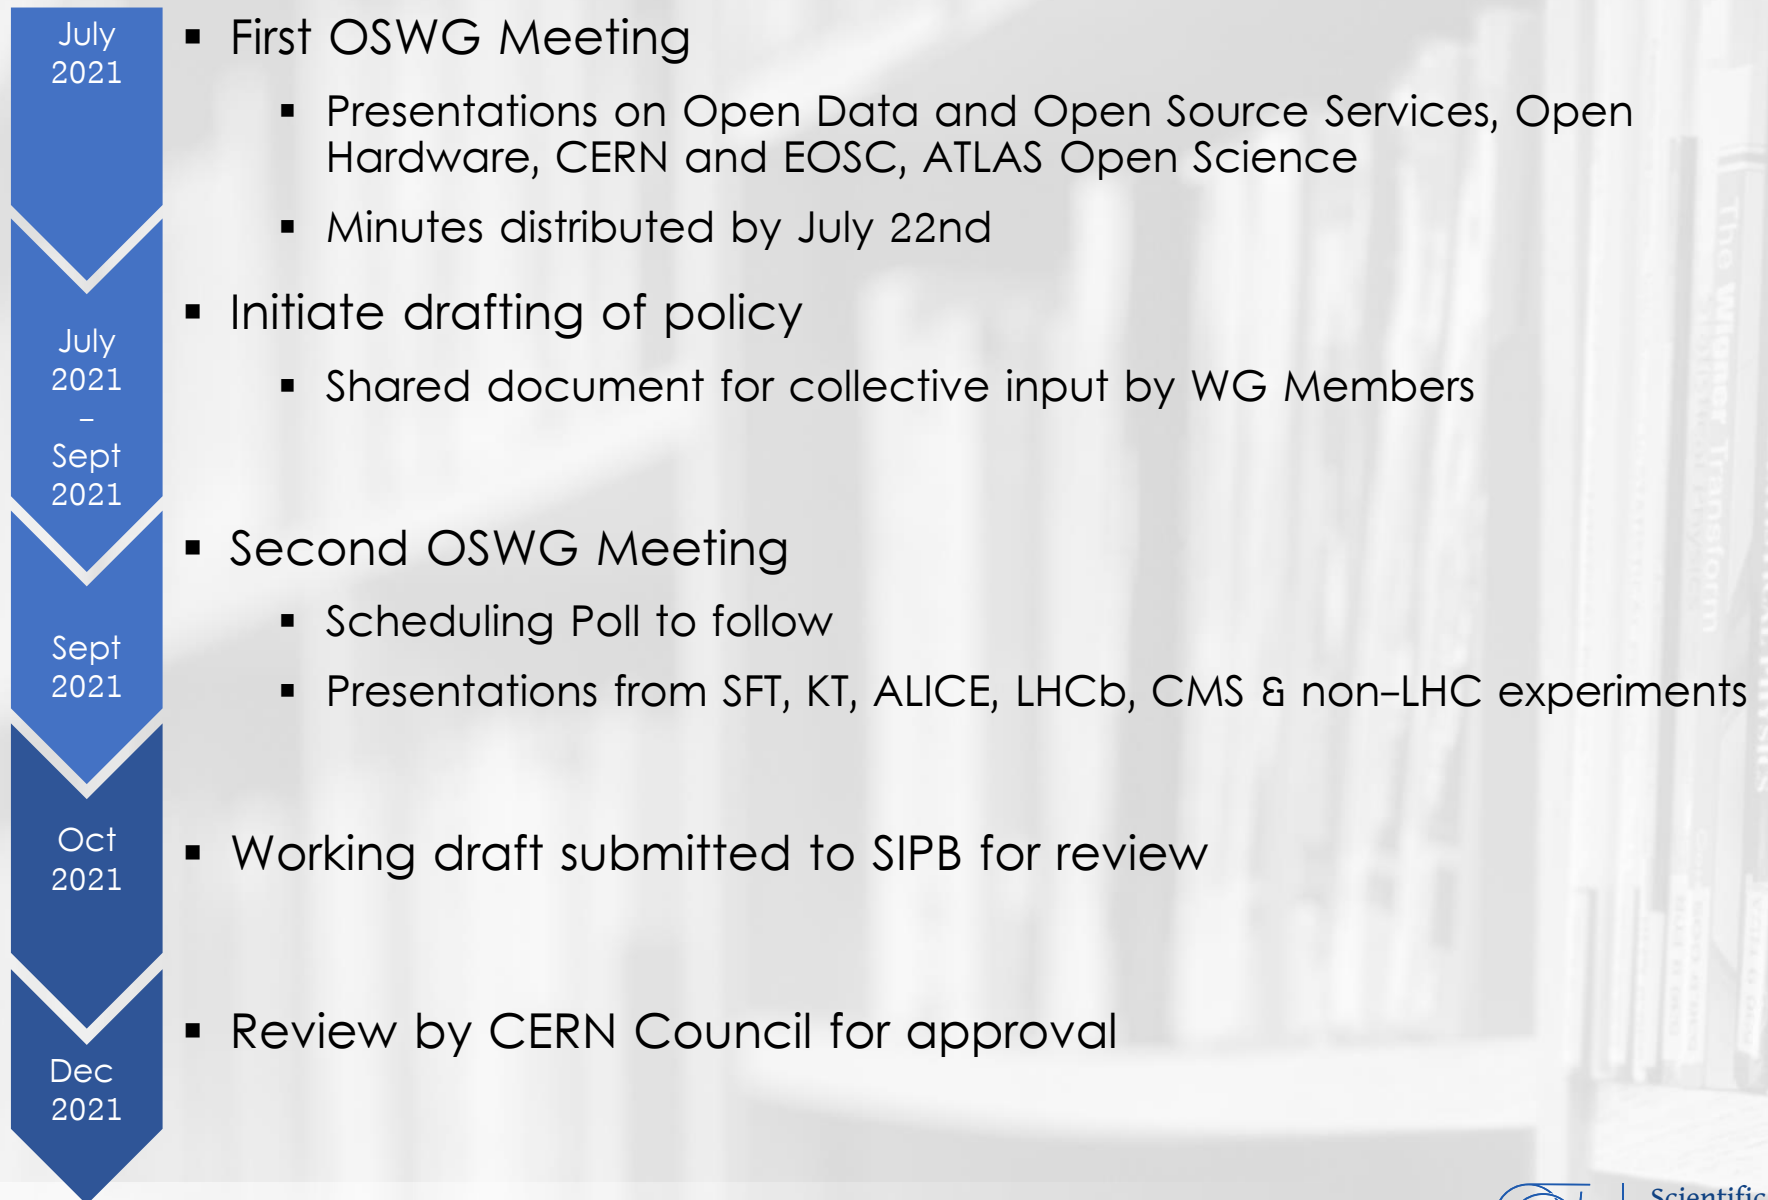 July
2021
▪ First OSWG Meeting
▪ Presentations on Open Data and Open Source Services, Open
Hardware, CERN and EOSC, ATLAS Open Science
▪ Minutes distributed by July 22nd
July
2021
–
Sept
2021
▪ Initiate drafting of policy
▪ Shared document for collective input by WG Members
Sept
2021
▪ Second OSWG Meeting
▪ Scheduling Poll to follow
▪ Presentations from SFT, KT, ALICE, LHCb, CMS & non-LHC experiments
Oct
2021
▪ Working draft submitted to SIPB for review
Dec
2021
▪ Review by CERN Council for approval
The Wigner Transform
Scientific